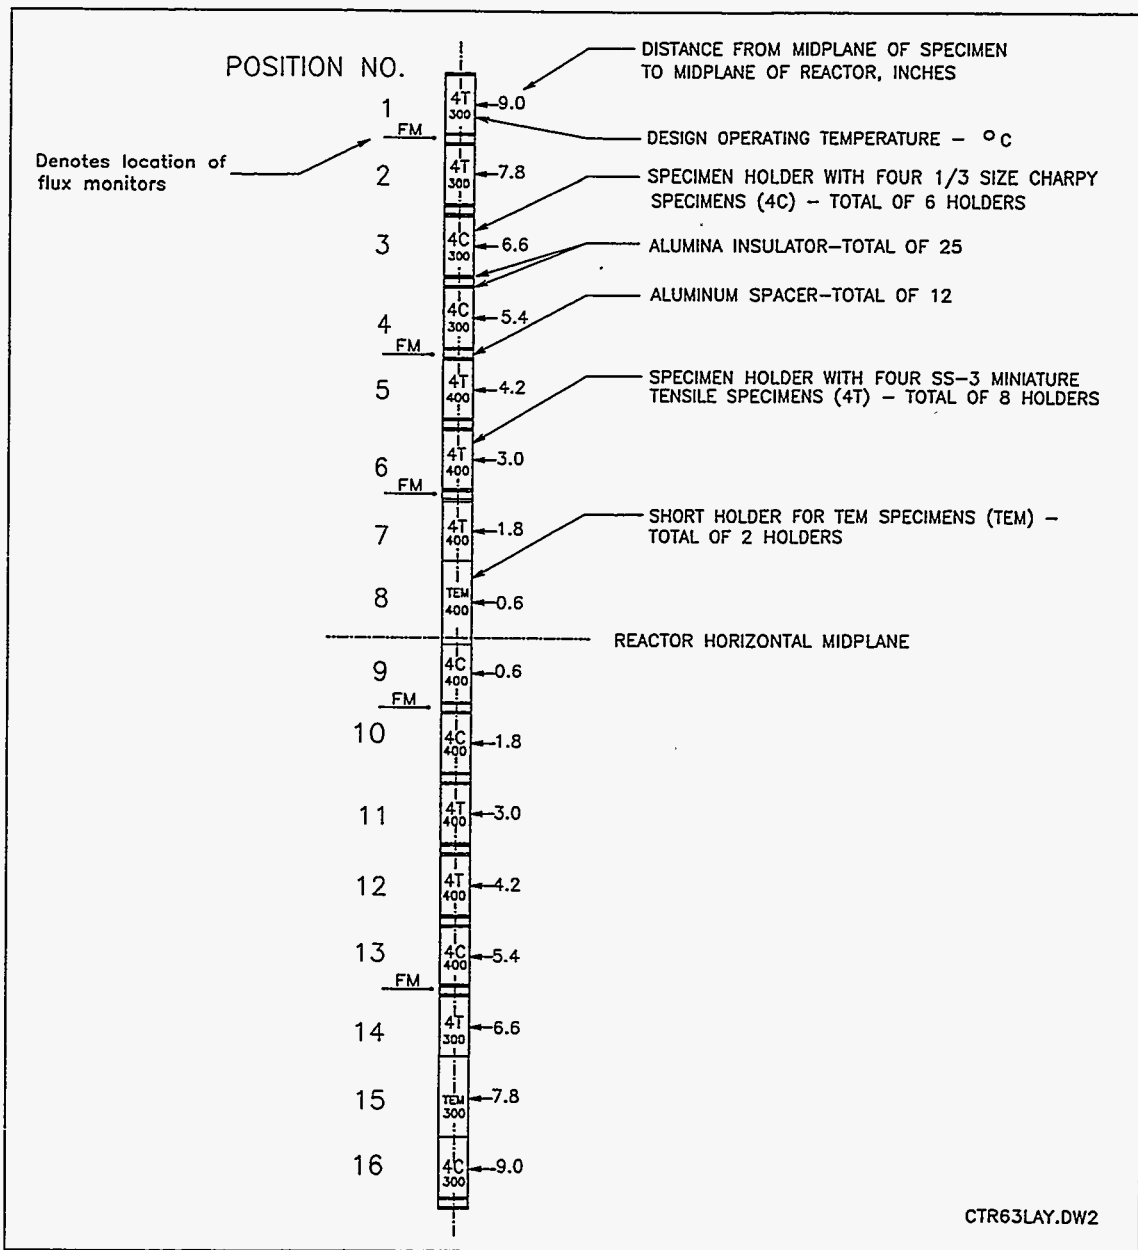 POSITION NO.
DISTANCE FROM MIDPLANE OF SPECIMEN
TO MIDPLANE OF REACTOR, INCHES
1
4T
300
9.0
FM
DESIGN OPERATING TEMPERATURE – °C
Denotes location of
flux monitors
2
4T
300
7.8
SPECIMEN HOLDER WITH FOUR 1/3 SIZE CHARPY
SPECIMENS (4C) – TOTAL OF 6 HOLDERS
3
4C
300
6.6
ALUMINA INSULATOR–TOTAL OF 25
ALUMINUM SPACER–TOTAL OF 12
4
4C
300
5.4
FM
5
4T
400
4.2
SPECIMEN HOLDER WITH FOUR SS–3 MINIATURE
TENSILE SPECIMENS (4T) – TOTAL OF 8 HOLDERS
6
4T
400
3.0
FM
7
4T
400
1.8
SHORT HOLDER FOR TEM SPECIMENS (TEM) –
TOTAL OF 2 HOLDERS
8
TEM
400
0.6
REACTOR HORIZONTAL MIDPLANE
9
4C
400
0.6
FM
10
4C
400
1.8
11
4T
400
3.0
12
4T
400
4.2
13
4C
400
5.4
FM
14
4T
300
6.6
15
TEM
300
7.8
16
4C
300
9.0
CTR63LAY.DW2